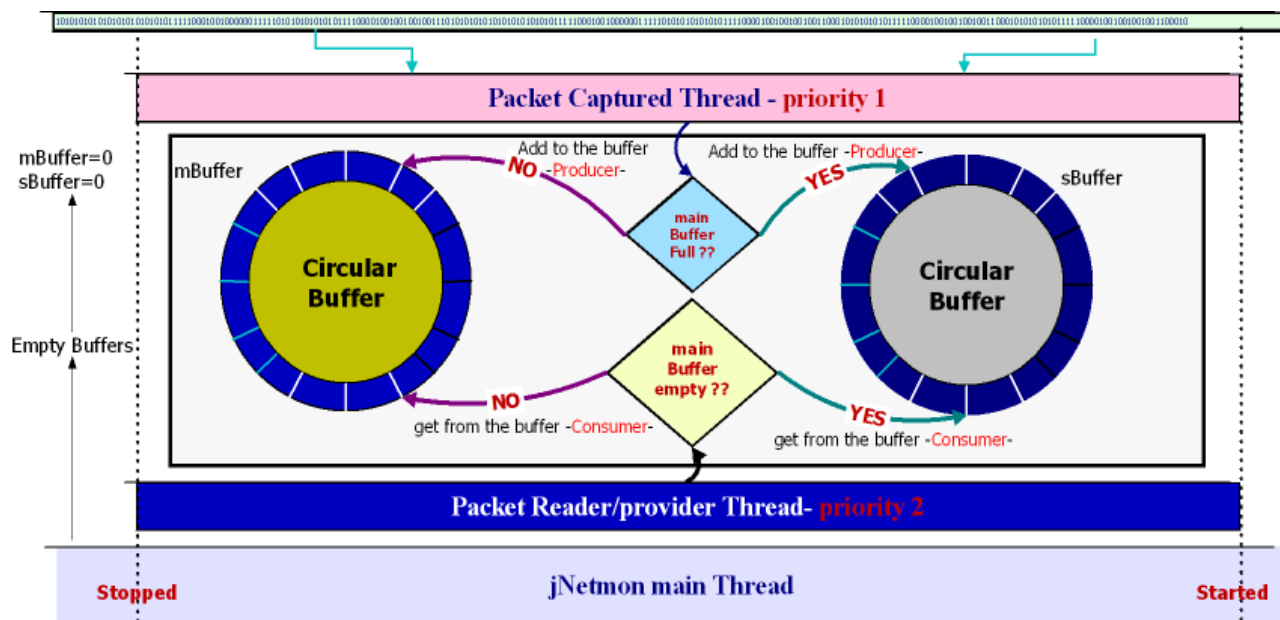 Packet Captured Thread - priority 1
mBuffer=0
sBuffer=0
Empty Buffers
mBuffer
Add to the buffer
-Producer-
NO
Add to the buffer -Producer-
YES
sBuffer
main
Buffer
Full ??
Circular
Buffer
Circular
Buffer
main
Buffer
empty ??
NO
get from the buffer -Consumer-
YES
get from the buffer -Consumer-
Packet Reader/provider Thread- priority 2
jNetmon main Thread
Stopped
Started